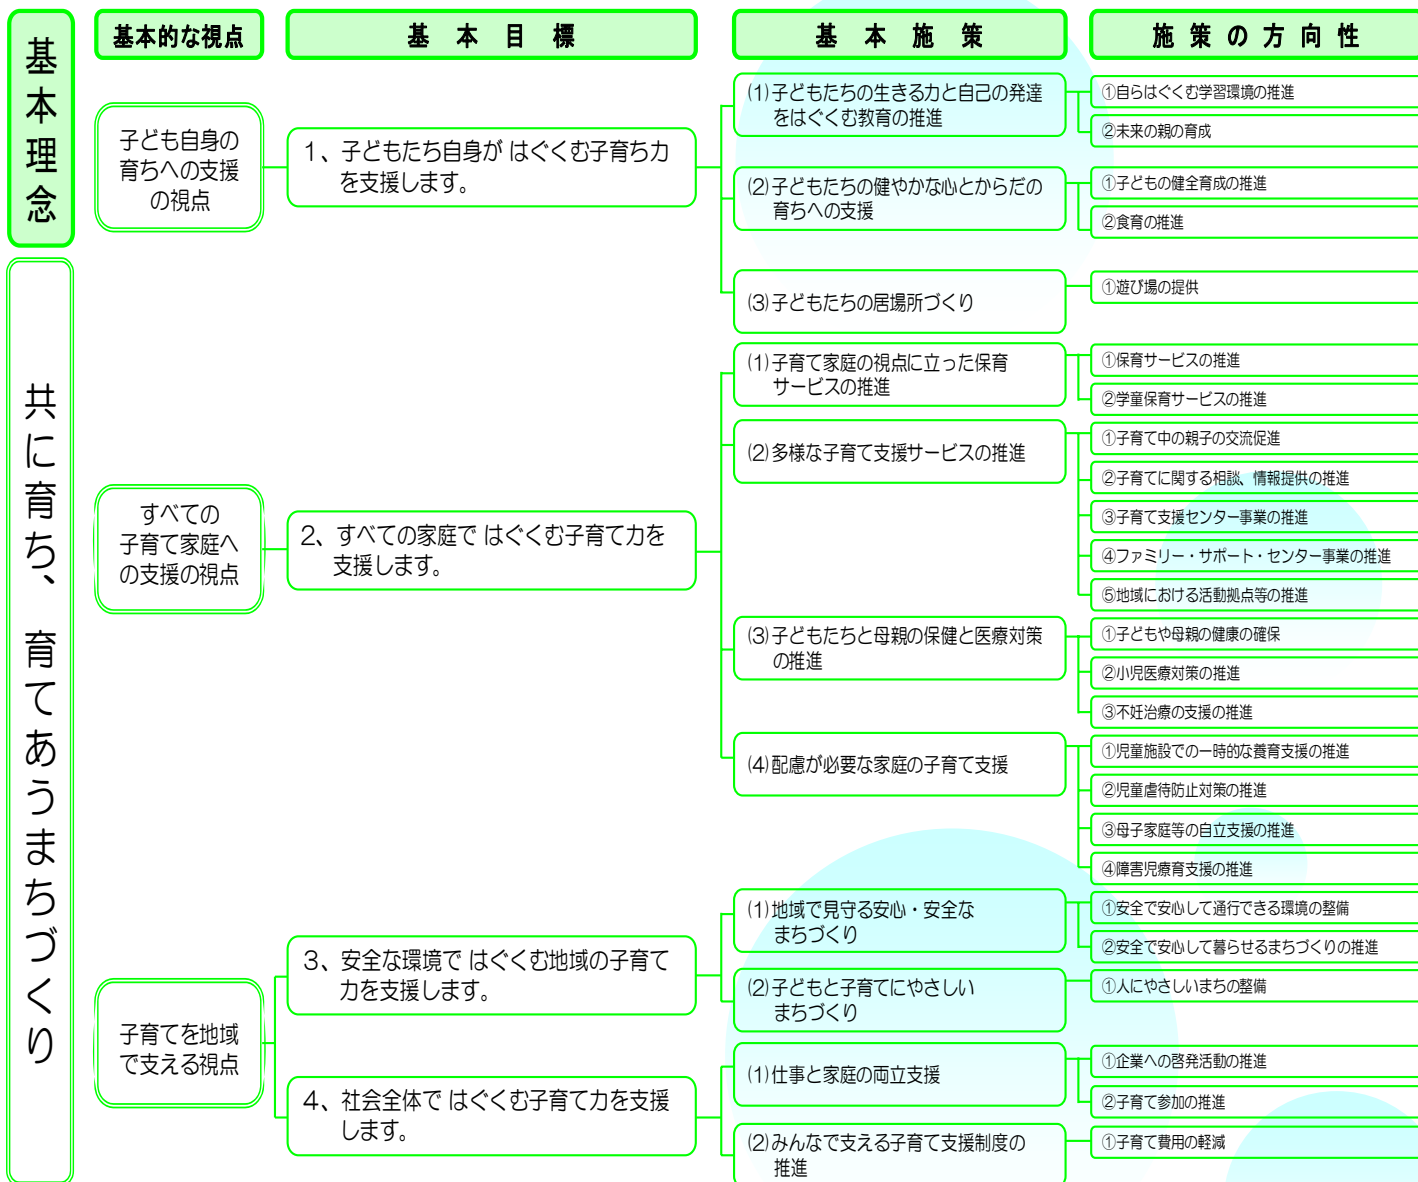 基本理念
共に育ち、育てあうまちづくり
基本的な視点
基本目標
基本施策
施策の方向性
子ども自身の
育ちへの支援
の視点
1、子どもたち自身が はぐくむ子育ち力
を支援します。
(1)子どもたちの生きる力と自己の発達
をはぐくむ教育の推進
①自らはぐくむ学習環境の推進
②未来の親の育成
(2)子どもたちの健やかな心とからだの
育ちへの支援
①子どもの健全育成の推進
②食育の推進
(3)子どもたちの居場所づくり
①遊び場の提供
すべての
子育て家庭へ
の支援の視点
2、すべての家庭で はぐくむ子育て力を
支援します。
(1)子育て家庭の視点に立った保育
サービスの推進
①保育サービスの推進
②学童保育サービスの推進
(2)多様な子育て支援サービスの推進
①子育て中の親子の交流促進
②子育てに関する相談、情報提供の推進
③子育て支援センター事業の推進
④ファミリー・サポート・センター事業の推進
⑤地域における活動拠点等の推進
(3)子どもたちと母親の保健と医療対策
の推進
①子どもや母親の健康の確保
②小児医療対策の推進
③不妊治療の支援の推進
(4)配慮が必要な家庭の子育て支援
①児童施設での一時的な養育支援の推進
②児童虐待防止対策の推進
③母子家庭等の自立支援の推進
④障害児療育支援の推進
子育てを地域
で支える視点
3、安全な環境で はぐくむ地域の子育て
力を支援します。
(1)地域で見守る安心・安全な
まちづくり
①安全で安心して通行できる環境の整備
②安全で安心して暮らせるまちづくりの推進
(2)子どもと子育てにやさしい
まちづくり
①人にやさしいまちの整備
4、社会全体で はぐくむ子育て力を支援
します。
(1)仕事と家庭の両立支援
①企業への啓発活動の推進
②子育て参加の推進
(2)みんなで支える子育て支援制度の
推進
①子育て費用の軽減